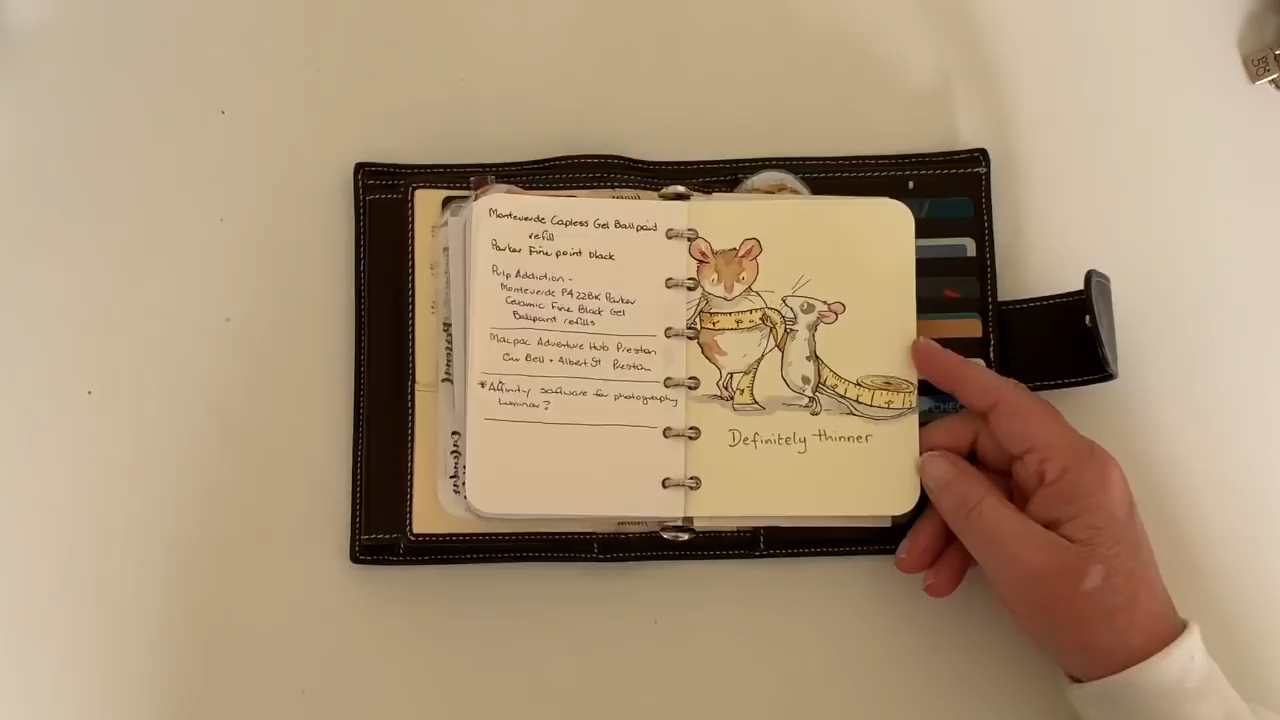 Monteverde Capless Gel Ballpoint
refill
Parker Fine point black
Pulp Addiction -
Monteverde P422BK Parker
Ceramic Fine Black Gel
Ballpoint refills
Macpac Adventure Hub Preston
Cnr Bell + Albert St Preston
*Affinity software for photography
Luminar?
Definitely thinner
56